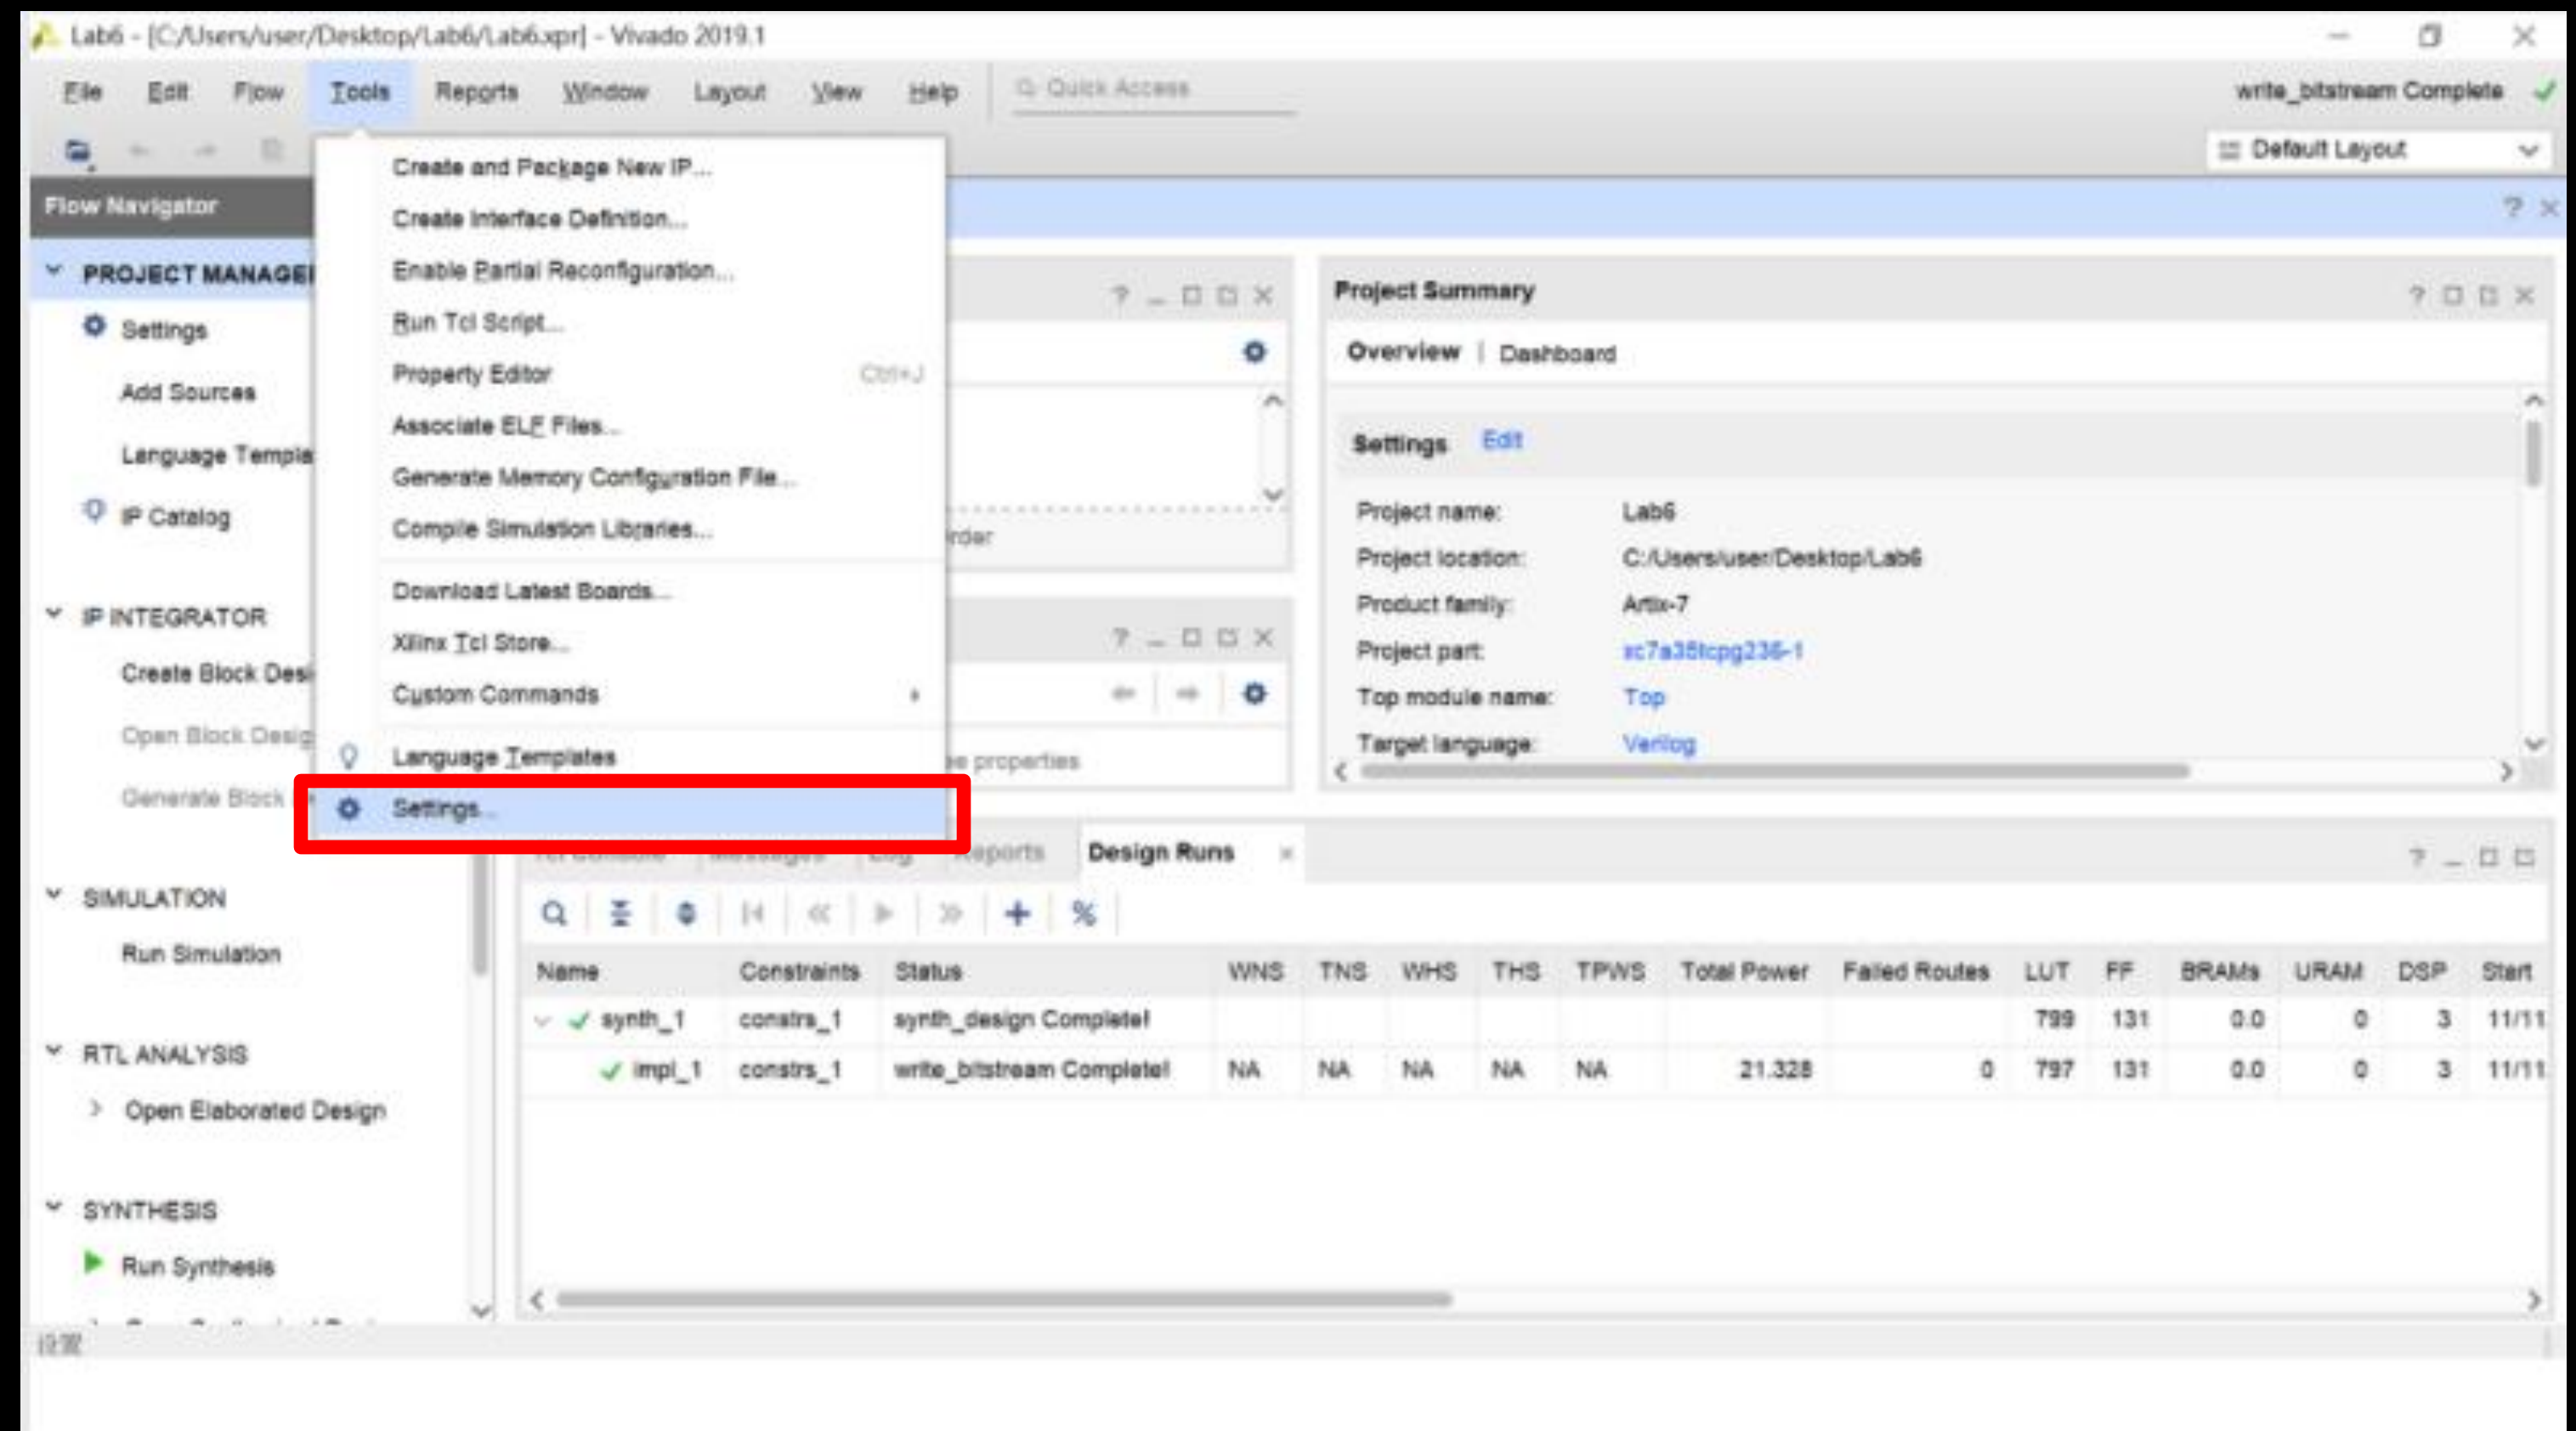 Lab6 - [C:/Users/user/Desktop/Lab6/Lab6.xpr] - Vivado 2019.1
File Edit Flow Tools Reports Window Layout View Help Quick Access write_bitstream Complete
Default Layout
Flow Navigator
PROJECT MANAGE
Settings
Add Sources
Language Templa
IP Catalog
IP INTEGRATOR
Create Block Desi
Open Block Desig
Generate Block
SIMULATION
Run Simulation
RTL ANALYSIS
Open Elaborated Design
SYNTHESIS
Run Synthesis
Create and Package New IP...
Create Interface Definition...
Enable Partial Reconfiguration...
Run Tcl Script...
Property Editor Ctrl+J
Associate ELF Files...
Generate Memory Configuration File...
Compile Simulation Libraries...
Download Latest Boards...
Xilinx Tcl Store...
Custom Commands
Language Templates
Settings...
rder
ee properties
Project Summary
Overview | Dashboard
Settings Edit
Project name: Lab6
Project location: C:/Users/user/Desktop/Lab6
Product family: Artix-7
Project part: xc7a35tcpg236-1
Top module name: Top
Target language: Verilog
Tcl Console Messages Log Reports Design Runs
Name Constraints Status WNS TNS WHS THS TPWS Total Power Failed Routes LUT FF BRAMs URAM DSP Start
synth_1 constrs_1 synth_design Complete! 799 131 0.0 0 3 11/11
impl_1 constrs_1 write_bitstream Complete! NA NA NA NA NA 21.328 0 797 131 0.0 0 3 11/11